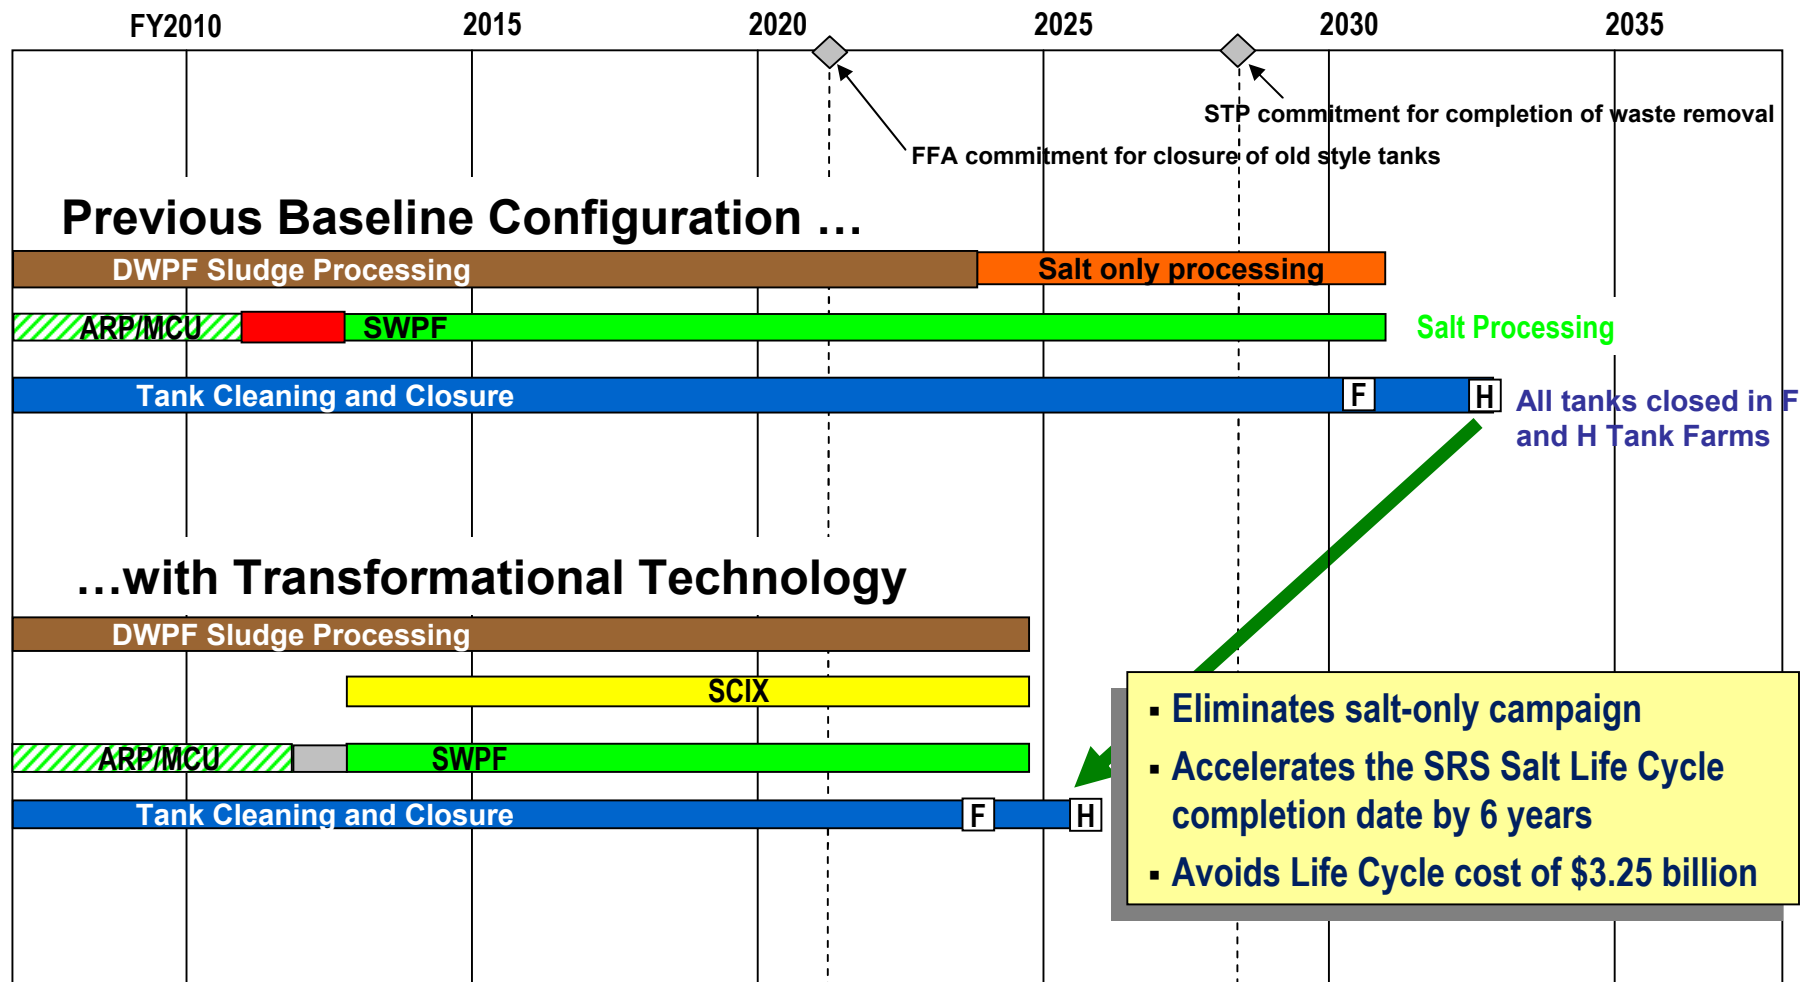 FY2010 2015 2020 2025 2030 2035
STP commitment for completion of waste removal
FFA commitment for closure of old style tanks
Previous Baseline Configuration ...
DWPF Sludge Processing Salt only processing
ARP/MCU SWPF Salt Processing
Tank Cleaning and Closure F H All tanks closed in F
and H Tank Farms
...with Transformational Technology
DWPF Sludge Processing
SCIX
ARP/MCU SWPF
Tank Cleaning and Closure F H
▪ Eliminates salt-only campaign
▪ Accelerates the SRS Salt Life Cycle
completion date by 6 years
▪ Avoids Life Cycle cost of $3.25 billion